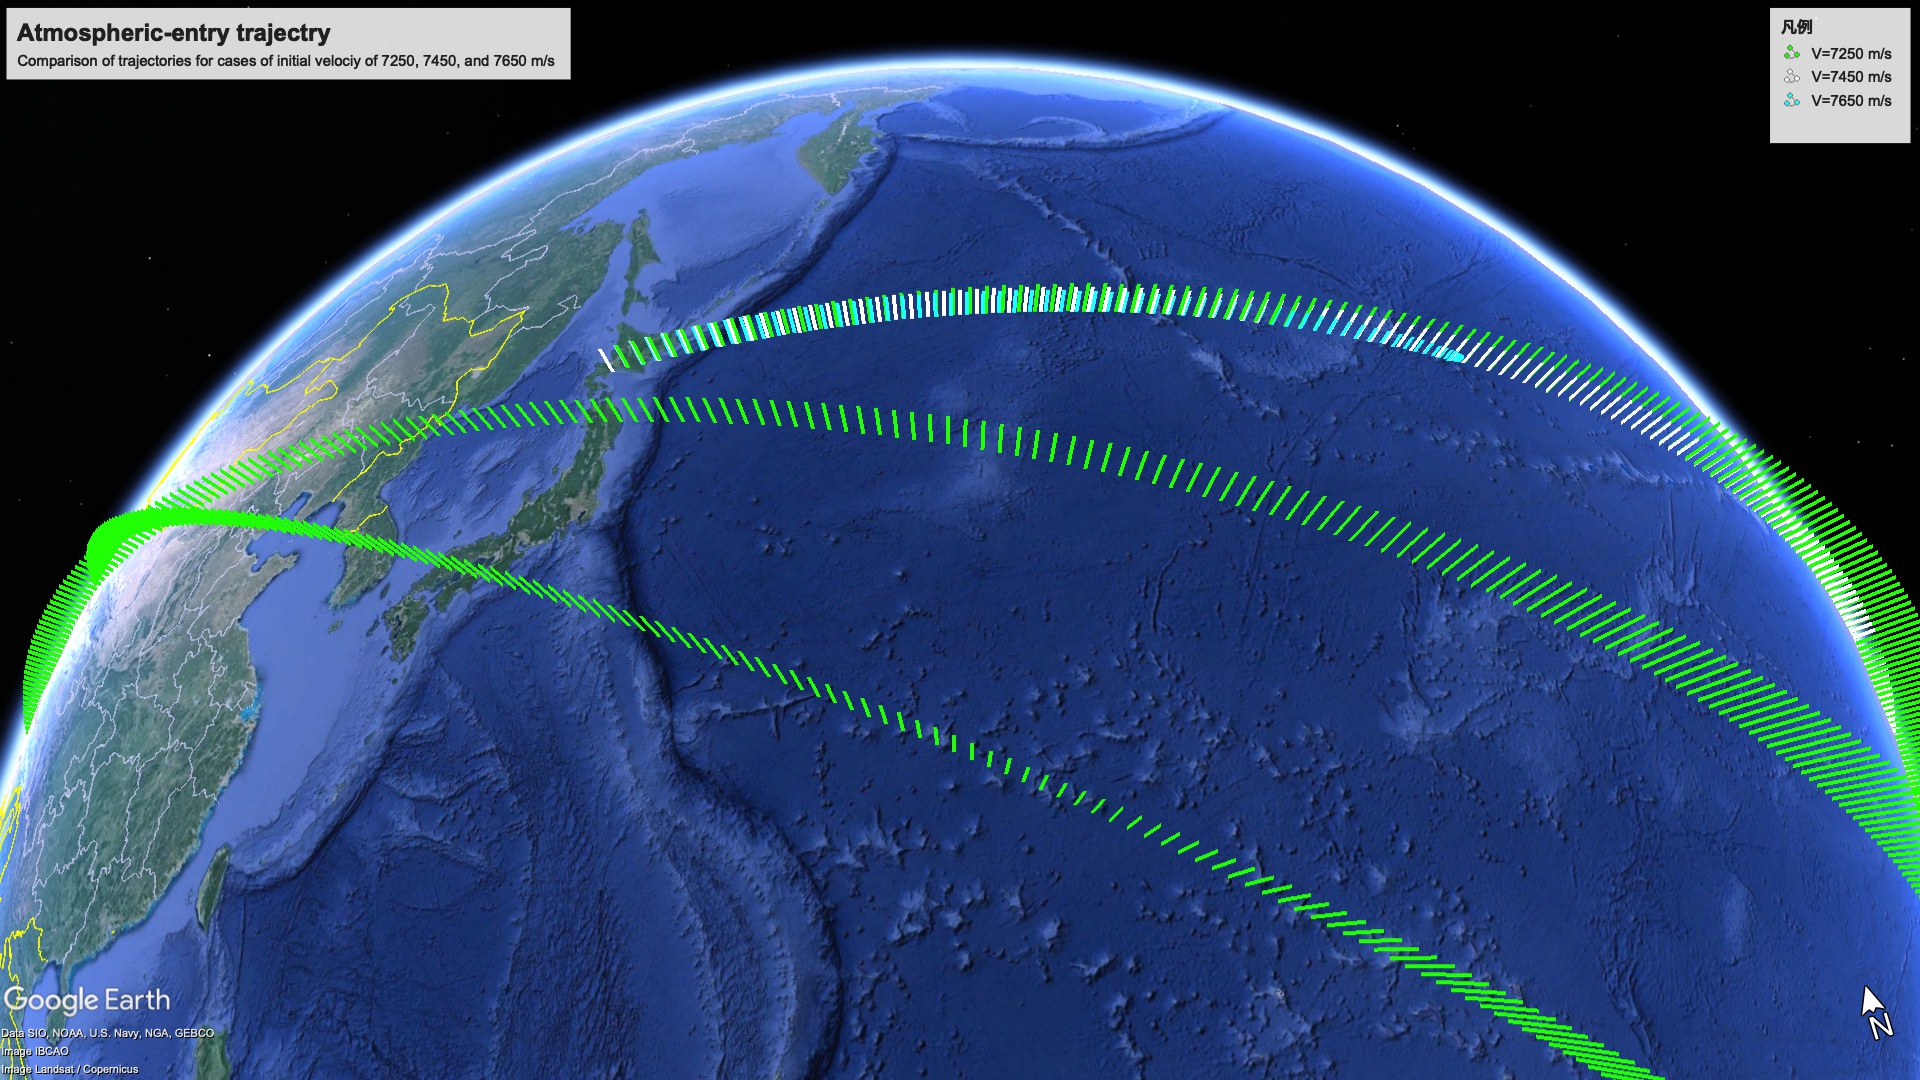 Atmospheric-entry trajectry
Comparison of trajectories for cases of initial velociy of 7250, 7450, and 7650 m/s
凡例
V=7250 m/s
V=7450 m/s
V=7650 m/s
Google Earth
Data SIO, NOAA, U.S. Navy, NGA, GEBCO
Image IBCAO
Image Landsat / Copernicus
N